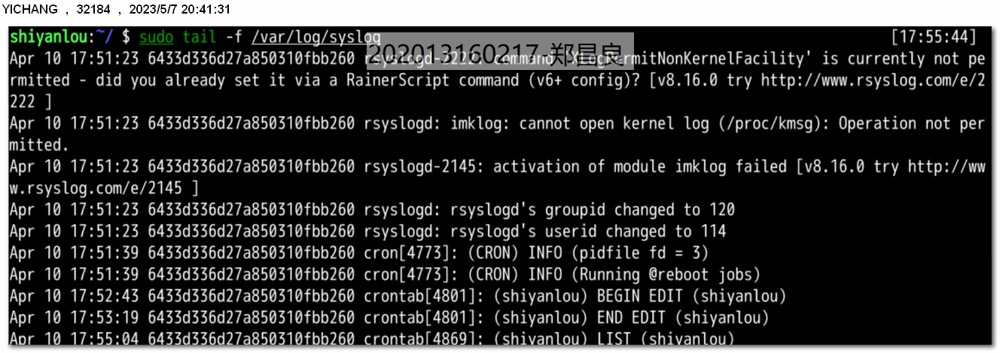 YICHANG , 32184 , 2023/5/7 20:41:31
shiyanlou:~/ $ sudo tail -f /var/log/syslog [17:55:44]
202013160217-郑昌良
Apr 10 17:51:23 6433d336d27a850310fbb260 rsyslogd-2222: command 'KLogPermitNonKernelFacility' is currently not pe
rmitted - did you already set it via a RainerScript command (v6+ config)? [v8.16.0 try http://www.rsyslog.com/e/2
222 ]
Apr 10 17:51:23 6433d336d27a850310fbb260 rsyslogd: imklog: cannot open kernel log (/proc/kmsg): Operation not per
mitted.
Apr 10 17:51:23 6433d336d27a850310fbb260 rsyslogd-2145: activation of module imklog failed [v8.16.0 try http://ww
w.rsyslog.com/e/2145 ]
Apr 10 17:51:23 6433d336d27a850310fbb260 rsyslogd: rsyslogd's groupid changed to 120
Apr 10 17:51:23 6433d336d27a850310fbb260 rsyslogd: rsyslogd's userid changed to 114
Apr 10 17:51:39 6433d336d27a850310fbb260 cron[4773]: (CRON) INFO (pidfile fd = 3)
Apr 10 17:51:39 6433d336d27a850310fbb260 cron[4773]: (CRON) INFO (Running @reboot jobs)
Apr 10 17:52:43 6433d336d27a850310fbb260 crontab[4801]: (shiyanlou) BEGIN EDIT (shiyanlou)
Apr 10 17:53:19 6433d336d27a850310fbb260 crontab[4801]: (shiyanlou) END EDIT (shiyanlou)
Apr 10 17:55:04 6433d336d27a850310fbb260 crontab[4869]: (shiyanlou) LIST (shiyanlou)